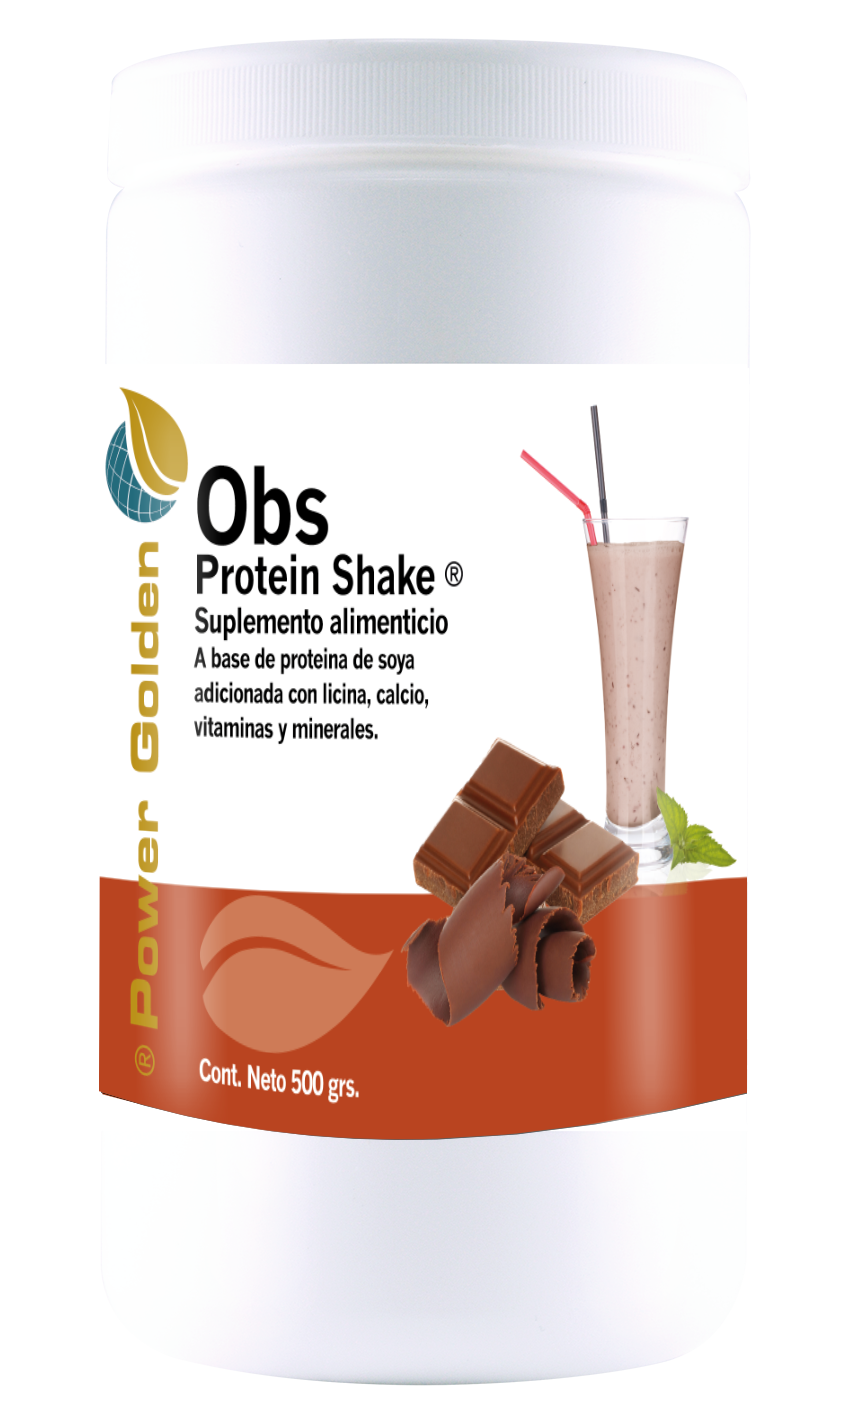 Obs
Protein Shake ®
Suplemento alimenticio
A base de proteina de soya
adicionada con licina, calcio,
vitaminas y minerales.
® Power Golden
Cont. Neto 500 grs.